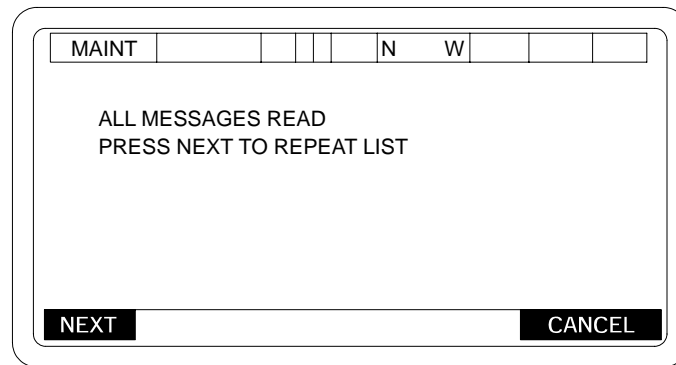 MAINT N W
ALL MESSAGES READ
PRESS NEXT TO REPEAT LIST
NEXT CANCEL